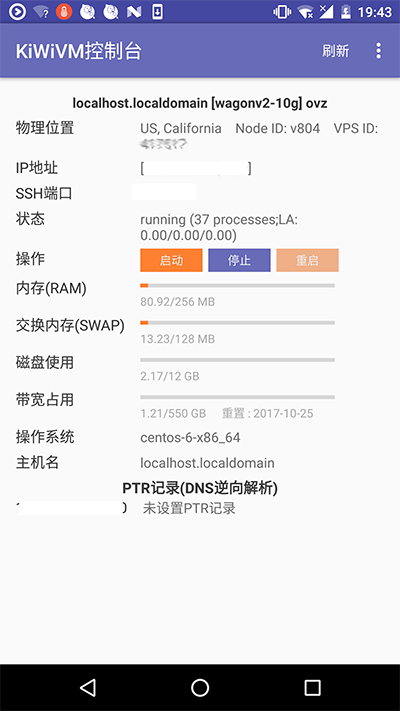 19:43
KiWiVM控制台
刷新
localhost.localdomain [wagonv2-10g] ovz
物理位置 US, California Node ID: v804 VPS ID:
IP地址 [ ]
SSH端口
状态 running (37 processes;LA:
0.00/0.00/0.00)
操作 启动 停止 重启
内存(RAM)
80.92/256 MB
交换内存(SWAP)
13.23/128 MB
磁盘使用
2.17/12 GB
带宽占用
1.21/550 GB 重置 : 2017-10-25
操作系统 centos-6-x86_64
主机名 localhost.localdomain
PTR记录(DNS逆向解析)
未设置PTR记录